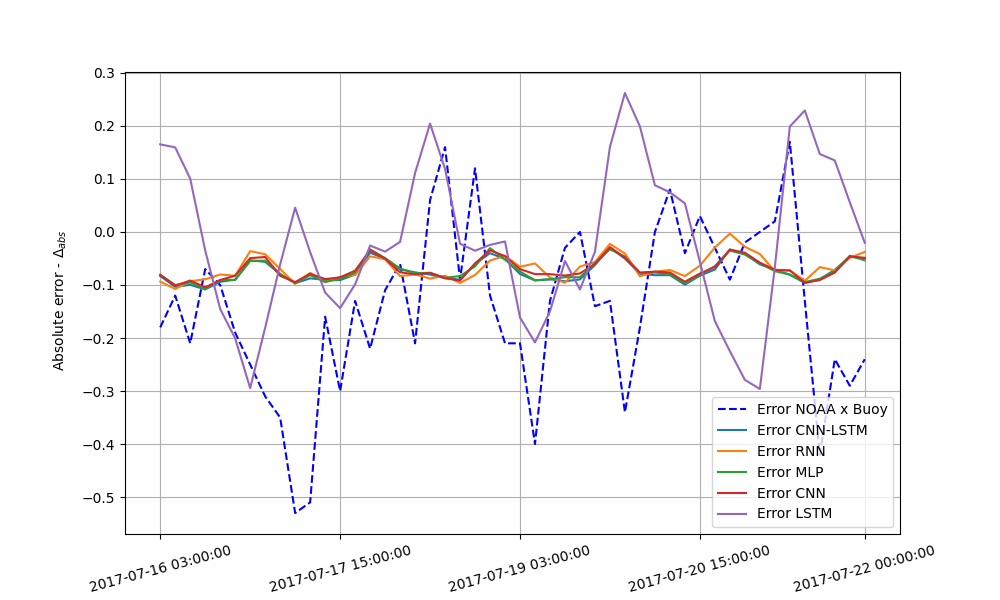 0.3
0.2
0.1
0.0
−0.1
−0.2
−0.3
−0.4
−0.5
Absolute error - Δabs
Error NOAA x Buoy
Error CNN-LSTM
Error RNN
Error MLP
Error CNN
Error LSTM
2017-07-16 03:00:00
2017-07-17 15:00:00
2017-07-19 03:00:00
2017-07-20 15:00:00
2017-07-22 00:00:00